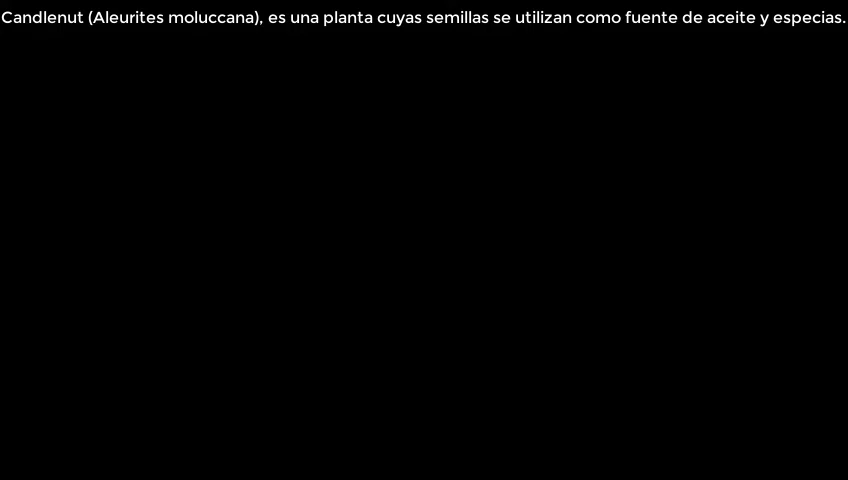 Candlenut (Aleurites moluccana), es una planta cuyas semillas se utilizan como fuente de aceite y especias.